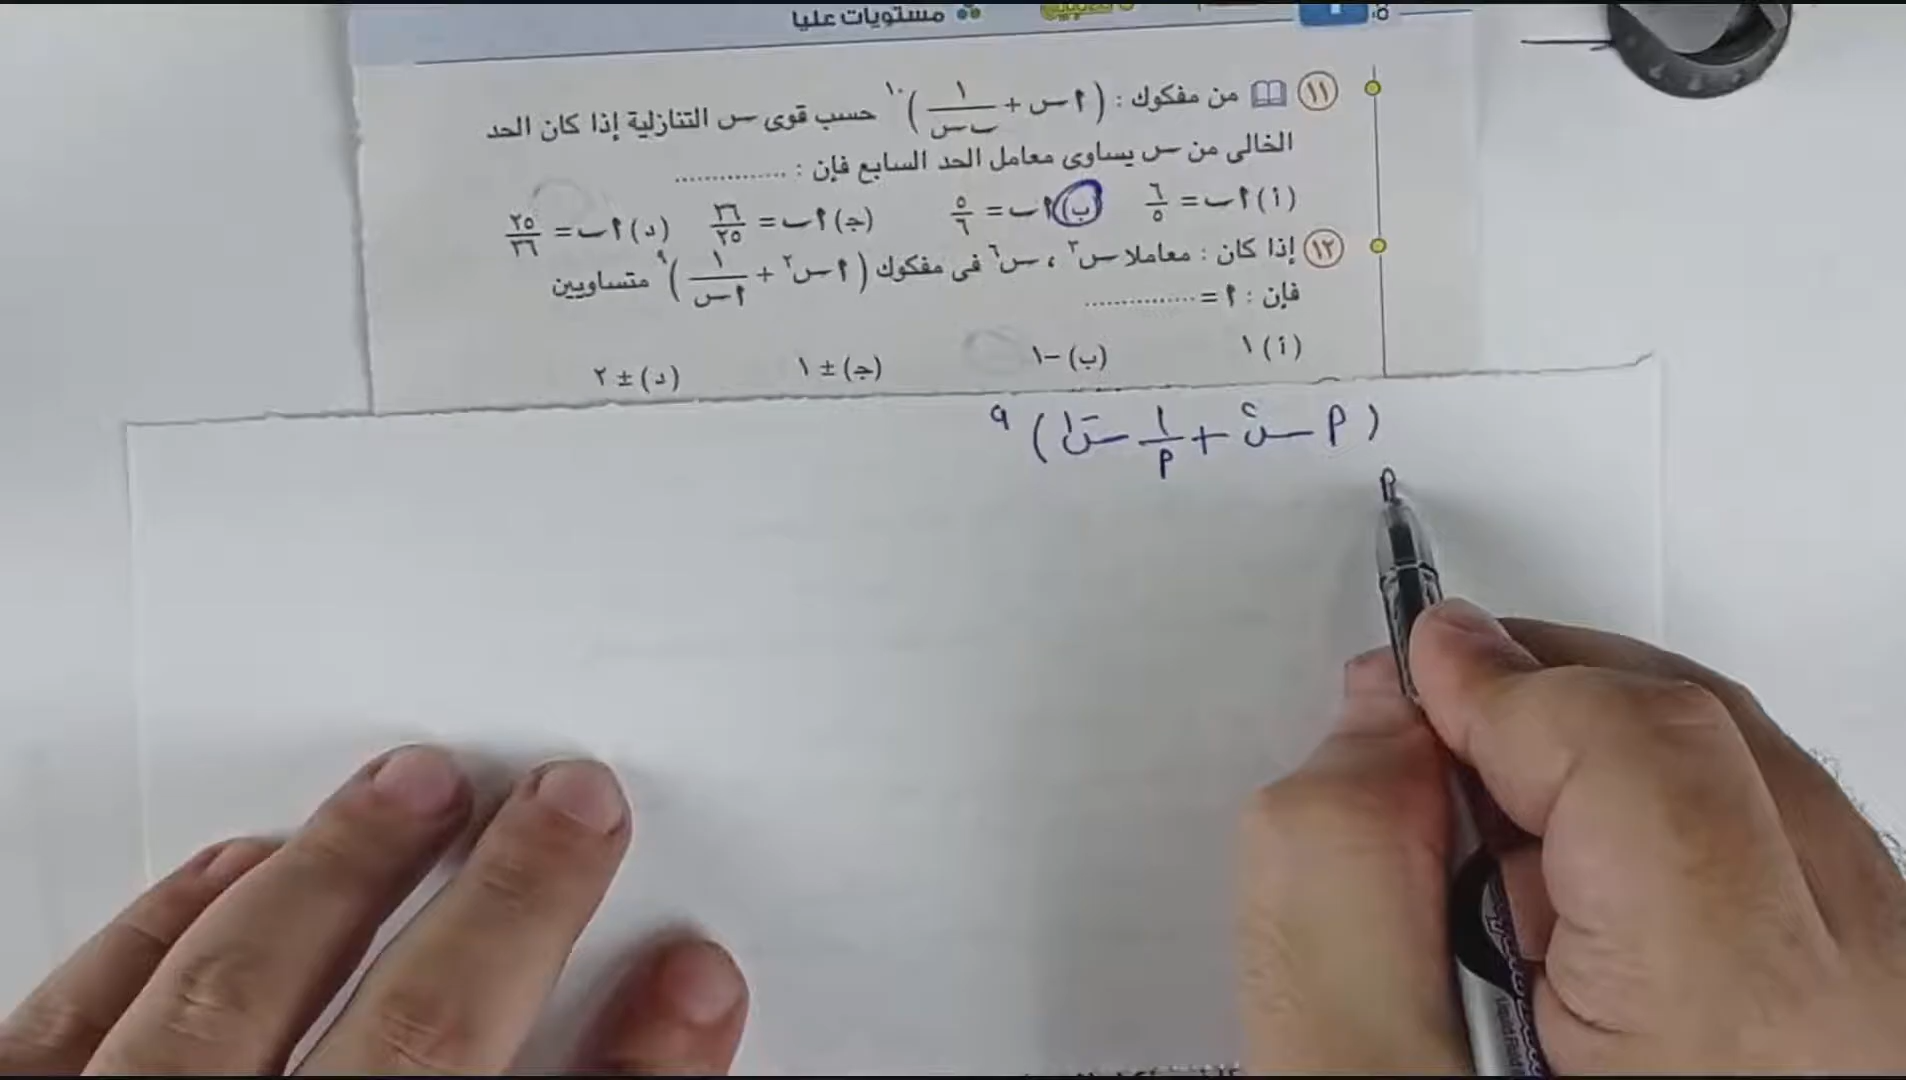 مستويات عليا
١١ من مفكوك : (أ س + ١/ب س)^١٠ حسب قوى س التنازلية إذا كان الحد
الخالى من س يساوى معامل الحد السابع فإن : ...............
(أ) أ ب = ٦/٥ (ب) أ ب = ٥/٦ (جـ) أ ب = ٣٦/٢٥ (د) أ ب = ٢٥/٣٦
١٢ إذا كان : معاملا س^٣ ، س^٦ فى مفكوك (أ س^٢ + ١/أ س)^٩ متساويين
فإن : أ = ...............
(أ) ١ (ب) -١ (جـ) ± ١ (د) ± ٢
(أ س^٢ + ١/أ س^-١)^٩